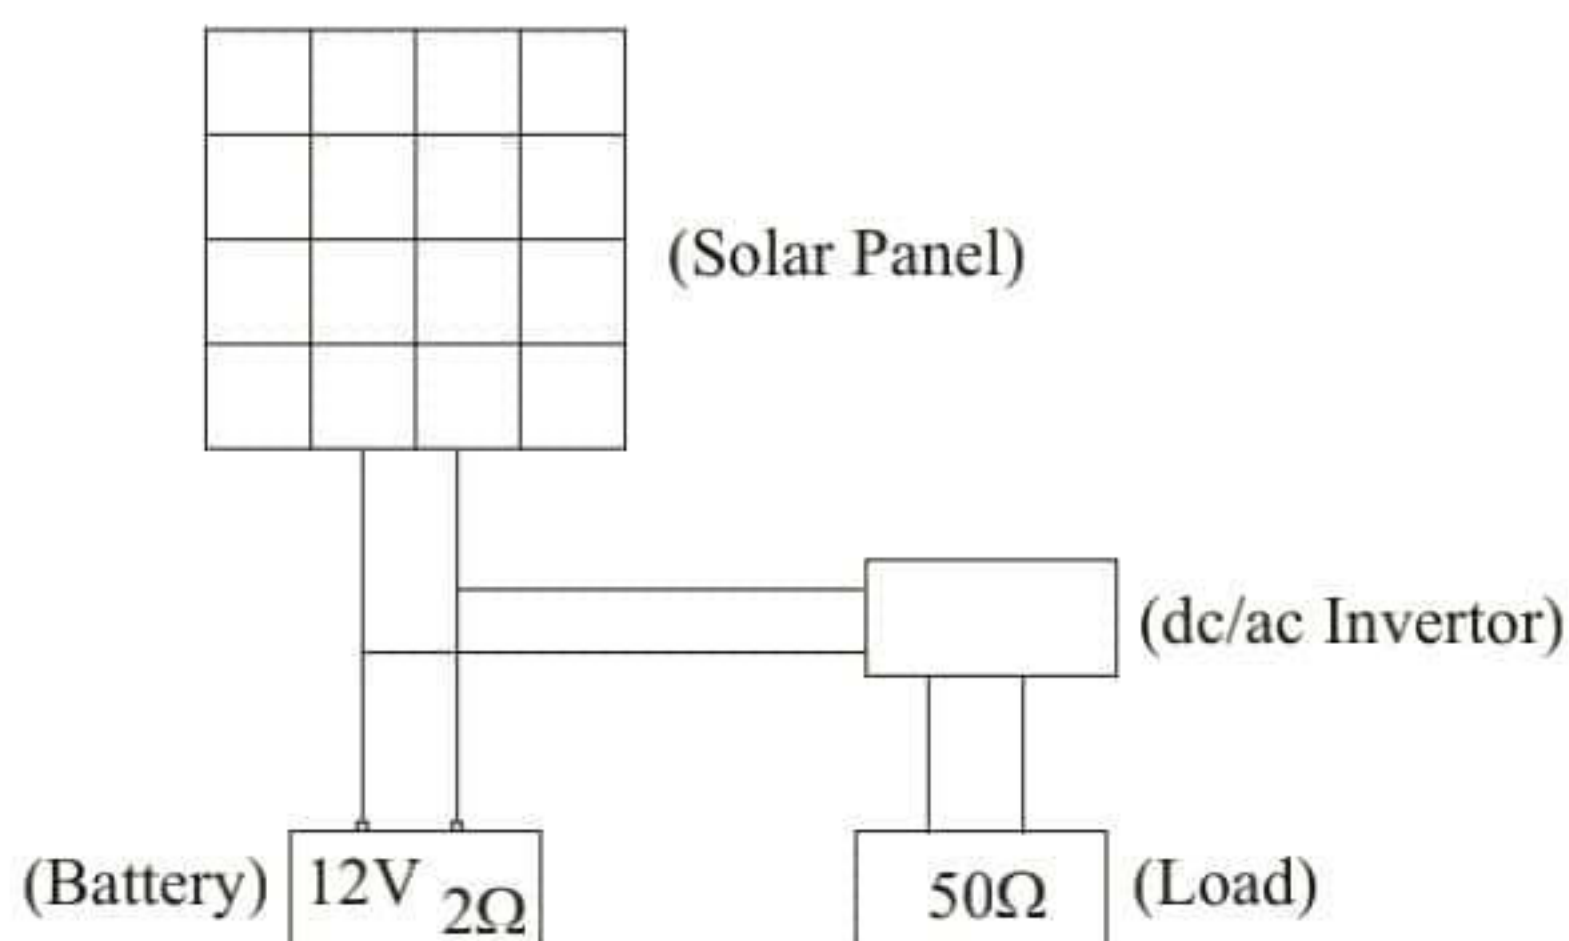 (Solar Panel)
(dc/ac Invertor)
(Battery)
12V
2Ω
50Ω
(Load)